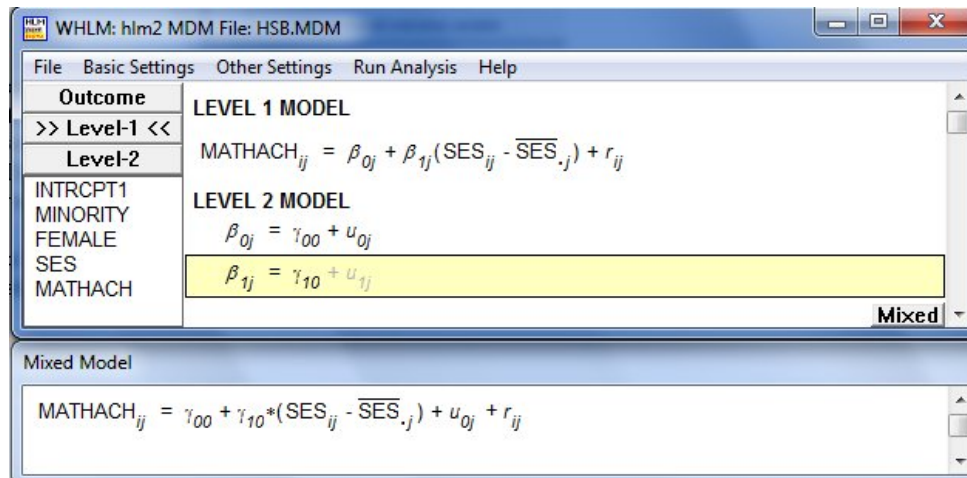 WHLM: hlm2 MDM File: HSB.MDM
File Basic Settings Other Settings Run Analysis Help
Outcome
>> Level-1 <<
Level-2
INTRCPT1
MINORITY
FEMALE
SES
MATHACH
LEVEL 1 MODEL
MATHACHᵢⱼ = β₀ⱼ + β₁ⱼ(SESᵢⱼ - S̅E̅S̅.ⱼ) + rᵢⱼ
LEVEL 2 MODEL
β₀ⱼ = γ₀₀ + u₀ⱼ
β₁ⱼ = γ₁₀ + u₁ⱼ
Mixed
Mixed Model
MATHACHᵢⱼ = γ₀₀ + γ₁₀*(SESᵢⱼ - S̅E̅S̅.ⱼ) + u₀ⱼ + rᵢⱼ